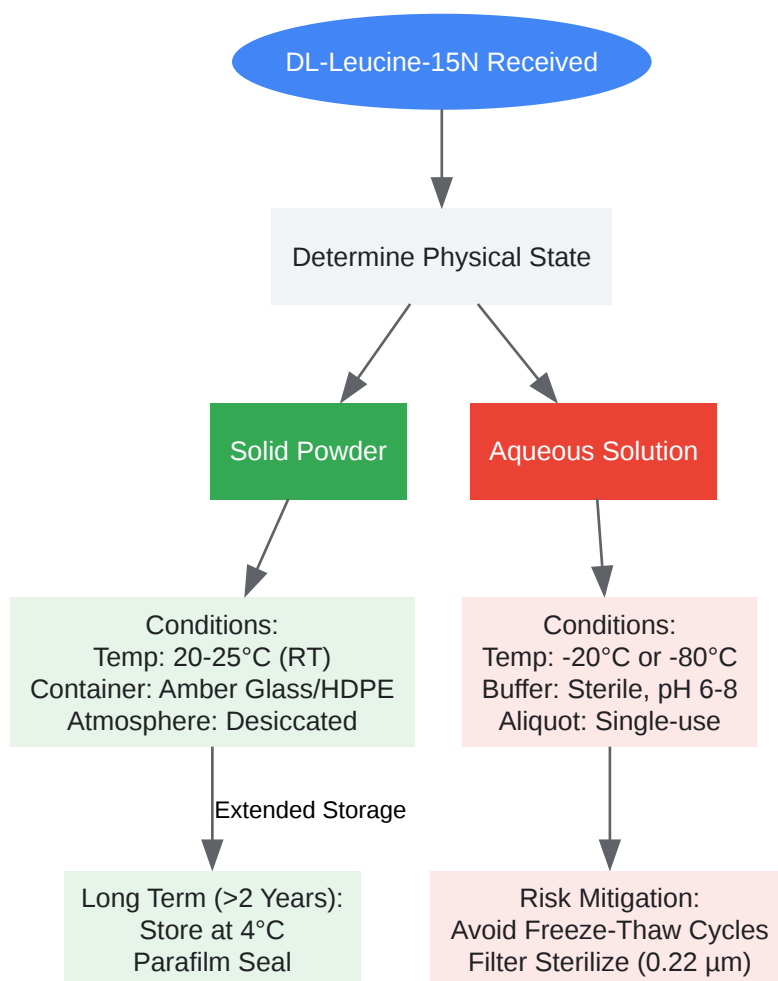 DL-Leucine-15N Received
Determine Physical State
Solid Powder
Aqueous Solution
Conditions:
Temp: 20-25°C (RT)
Container: Amber Glass/HDPE
Atmosphere: Desiccated
Conditions:
Temp: -20°C or -80°C
Buffer: Sterile, pH 6-8
Aliquot: Single-use
Extended Storage
Long Term (>2 Years):
Store at 4°C
Parafilm Seal
Risk Mitigation:
Avoid Freeze-Thaw Cycles
Filter Sterilize (0.22 µm)